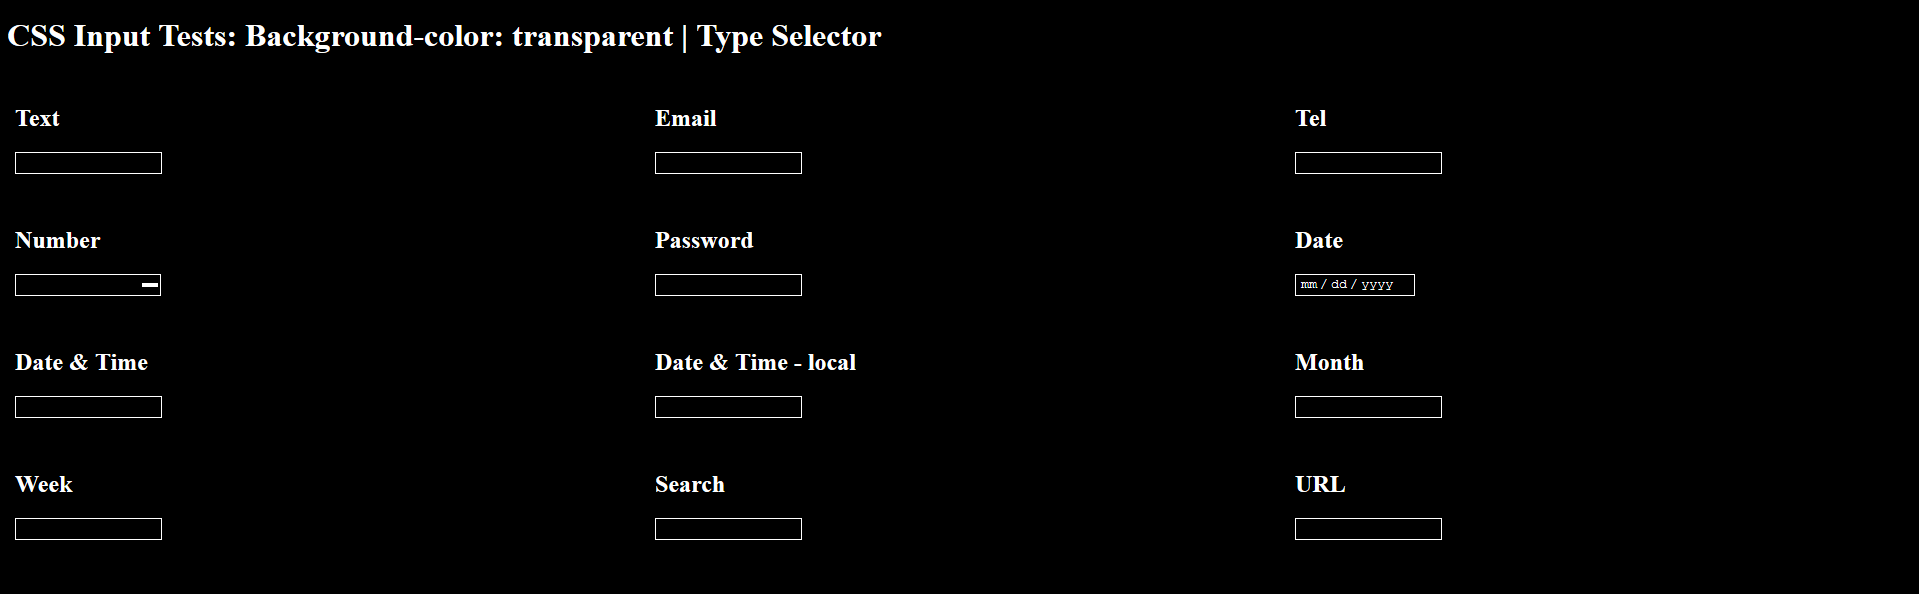 CSS Input Tests: Background-color: transparent | Type Selector
Text
Email
Tel
Number
Password
Date
mm / dd / yyyy
Date & Time
Date & Time - local
Month
Week
Search
URL